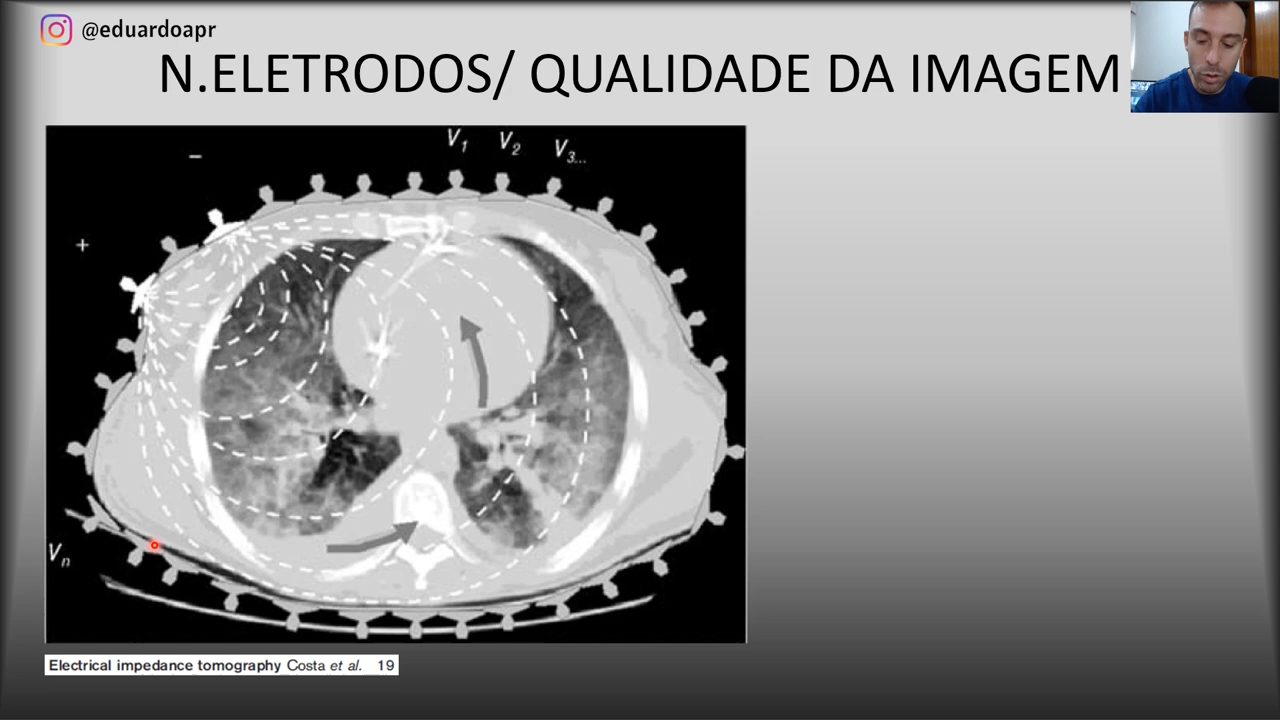 @eduardoapr
N.ELETRODOS/ QUALIDADE DA IMAGEM
V1 V2 V3...
−
+
Vn
Electrical impedance tomography Costa et al. 19